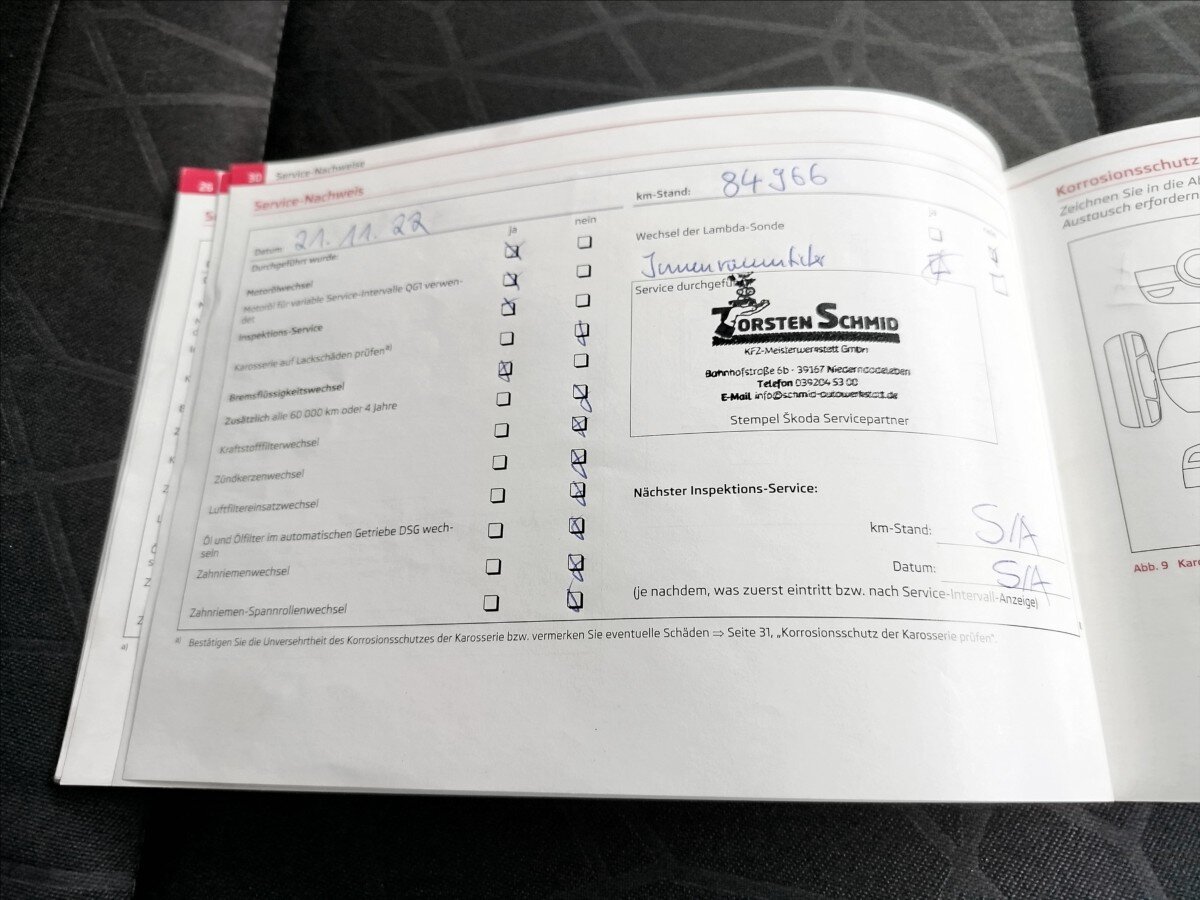 28
30 Service-Nachweise
Service-Nachweis
Datum: 21.11.22
km-Stand: 84966
Durchgeführt wurde:
ja nein
Motorölwechsel
Motoröl für variable Service-Intervalle QG1 verwen-
det
Inspektions-Service
Karosserie auf Lackschäden prüfen a)
Bremsflüssigkeitswechsel
Zusätzlich alle 60 000 km oder 4 Jahre
Kraftstofffilterwechsel
Zündkerzenwechsel
Luftfiltereinsatzwechsel
Öl und Ölfilter im automatischen Getriebe DSG wech-
seln
Zahnriemenwechsel
Zahnriemen-Spannrollenwechsel
ja
Wechsel der Lambda-Sonde
Innenraumfilter
Service durchgefü
TORSTEN SCHMID
KFZ-Meisterwerkstatt GmbH
Bahnhofstraße 6b · 39167 Niederndodeleben
Telefon 039204 53 00
E-Mail info@schmid-autowerkstatt.de
Stempel Škoda Servicepartner
Nächster Inspektions-Service:
km-Stand: S/A
Datum: S/A
(je nachdem, was zuerst eintritt bzw. nach Service-Intervall-Anzeige)
a) Bestätigen Sie die Unversehrtheit des Korrosionsschutzes der Karosserie bzw. vermerken Sie eventuelle Schäden ⇒ Seite 31, „Korrosionsschutz der Karosserie prüfen“.
a)
Korrosionsschutz
Zeichnen Sie in die Ab
Austausch erfordern
Abb. 9 Karo